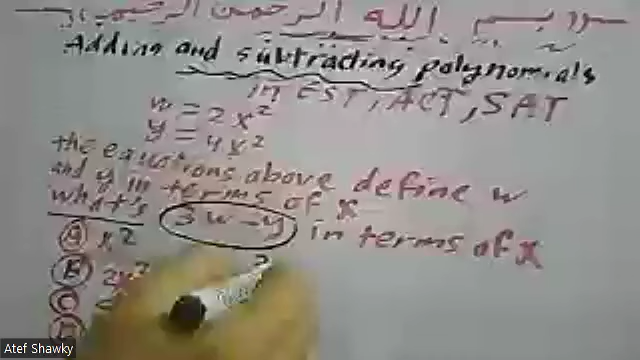 بسم الله الرحمن الرحيم
Adding and subtracting polynomials
in EST, ACT, SAT
w = 2x²
y = 4x²
the equations above define w
and y in terms of x
what's 3w - y in terms of x
A x²
B 2x²
C
Atef Shawky